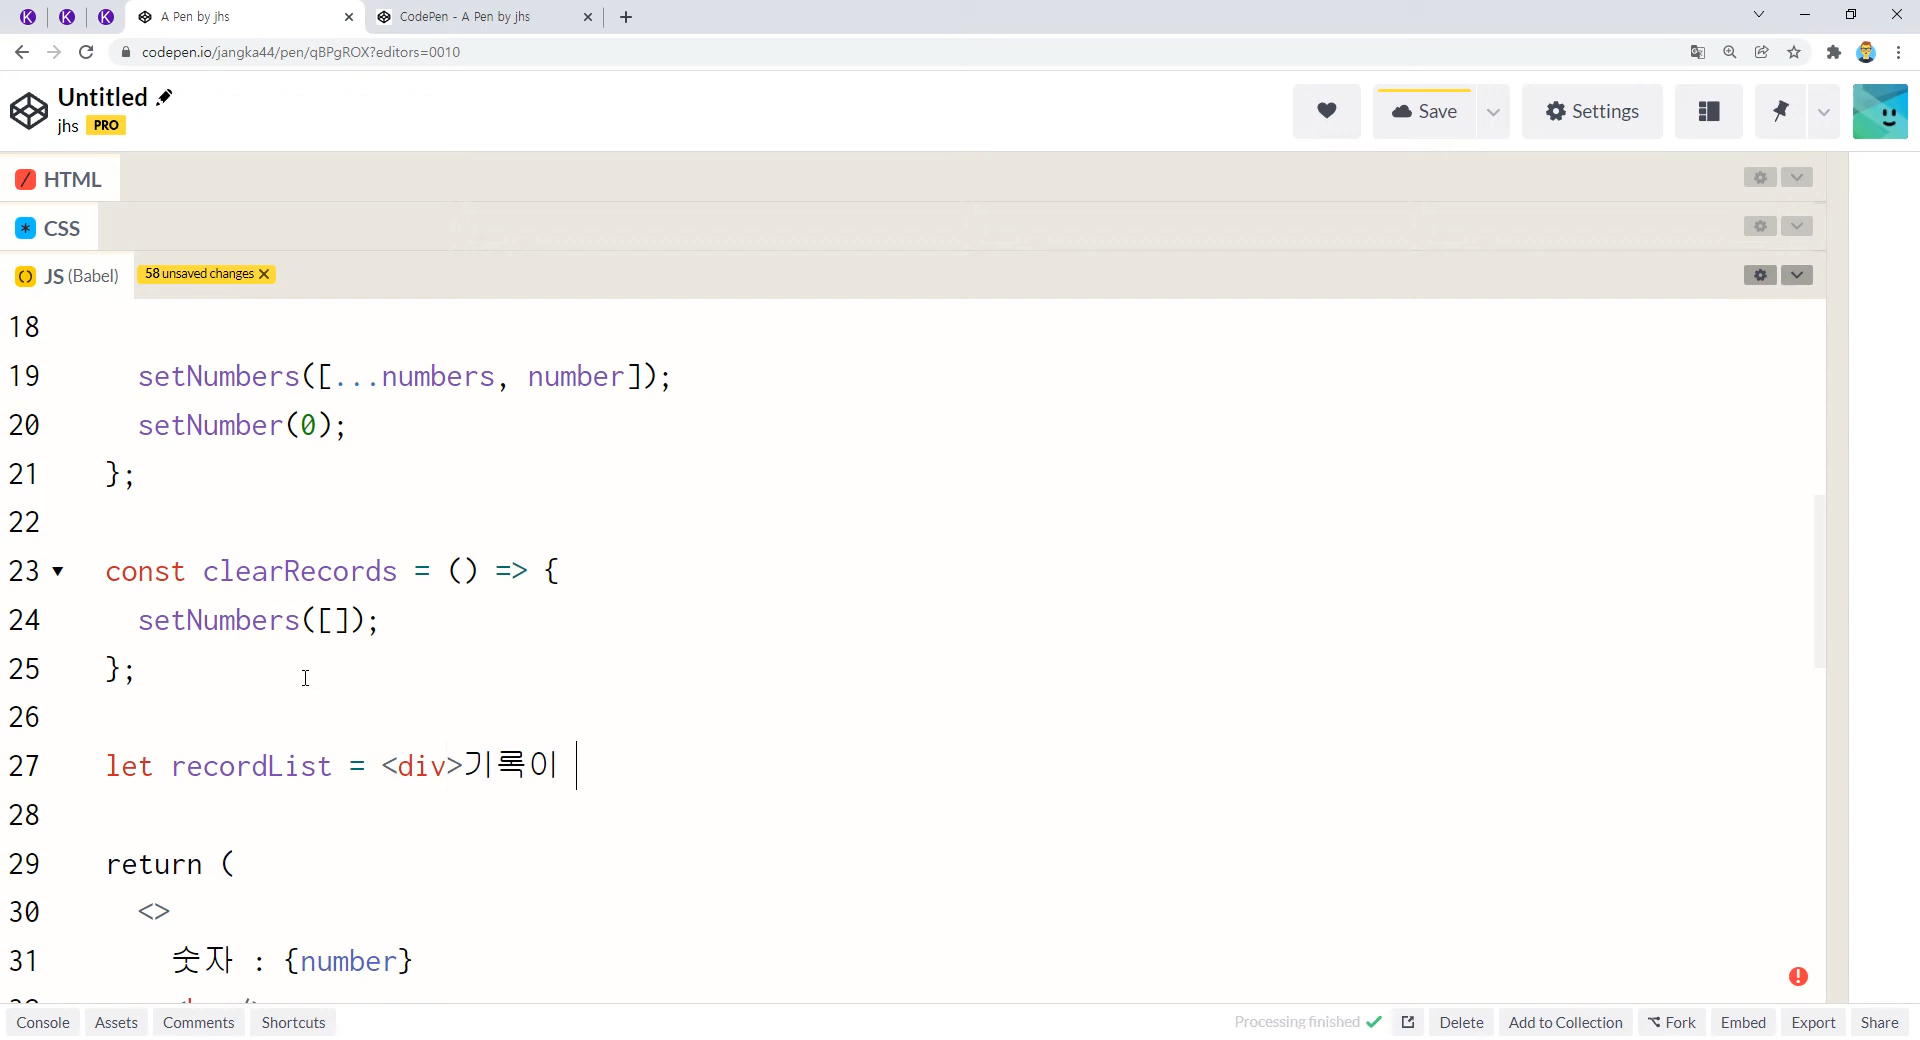 A Pen by jhs
CodePen - A Pen by jhs
codepen.io/jangka44/pen/qBPgROX?editors=0010
Untitled
jhs PRO
Save
Settings
HTML
CSS
JS (Babel)
58 unsaved changes
18
19 setNumbers([...numbers, number]);
20 setNumber(0);
21 };
22
23 const clearRecords = () => {
24 setNumbers([]);
25 };
26
27 let recordList = <div>기록이
28
29 return (
30 <>
31 숫자 : {number}
Console Assets Comments Shortcuts Processing finished Delete Add to Collection Fork Embed Export Share